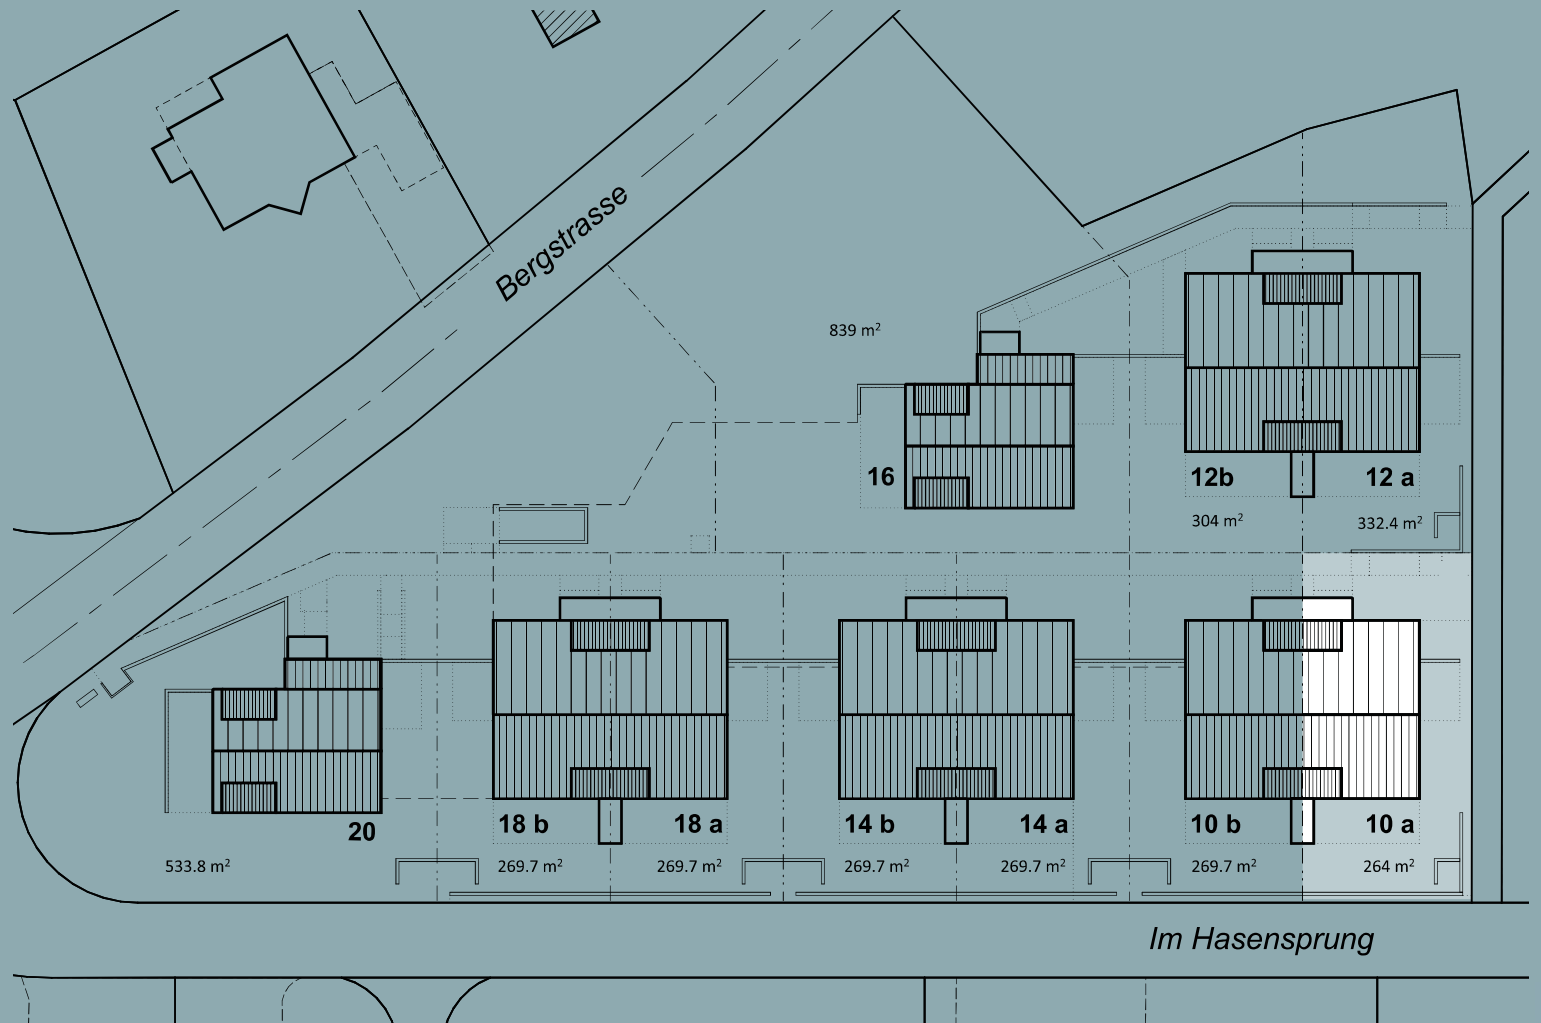 Bergstrasse
839 m²
16
12b
12 a
304 m²
332.4 m²
20
18 b
18 a
14 b
14 a
10 b
10 a
533.8 m²
269.7 m²
269.7 m²
269.7 m²
269.7 m²
269.7 m²
264 m²
Im Hasensprung